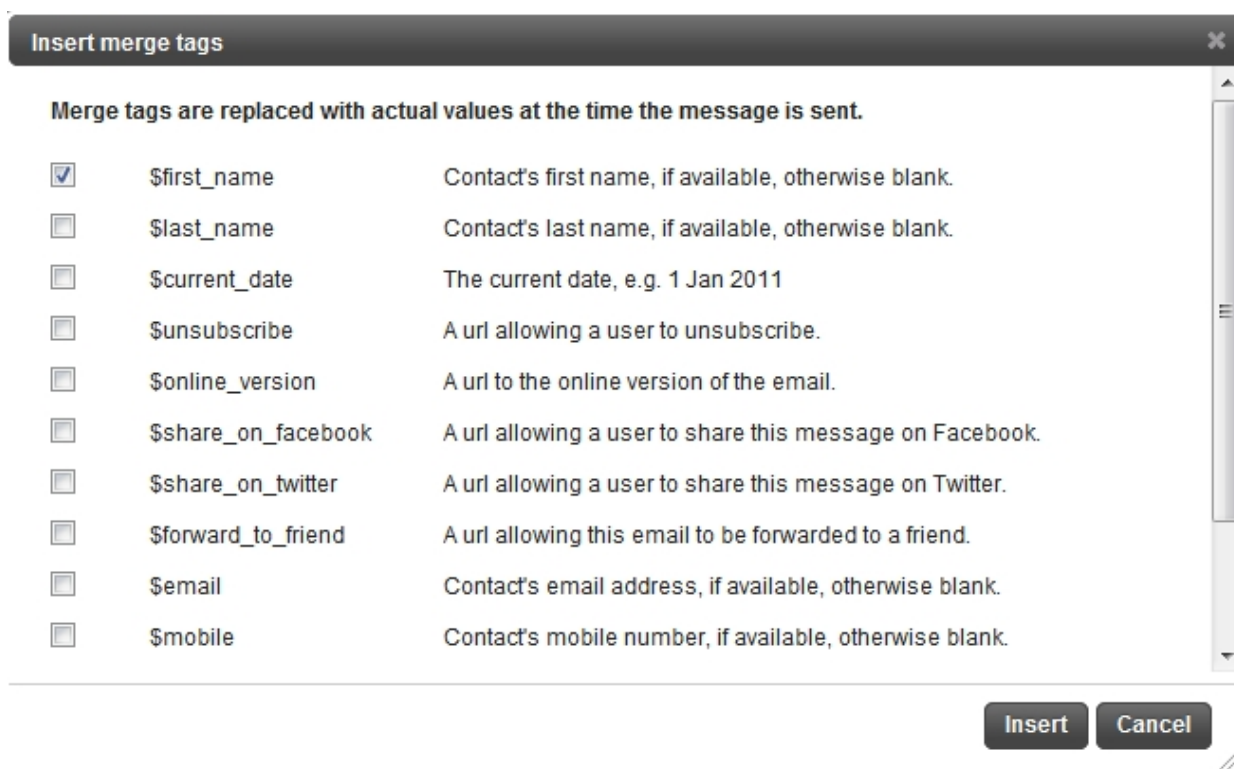 Insert merge tags
Merge tags are replaced with actual values at the time the message is sent.
$first_name Contact's first name, if available, otherwise blank.
$last_name Contact's last name, if available, otherwise blank.
$current_date The current date, e.g. 1 Jan 2011
$unsubscribe A url allowing a user to unsubscribe.
$online_version A url to the online version of the email.
$share_on_facebook A url allowing a user to share this message on Facebook.
$share_on_twitter A url allowing a user to share this message on Twitter.
$forward_to_friend A url allowing this email to be forwarded to a friend.
$email Contact's email address, if available, otherwise blank.
$mobile Contact's mobile number, if available, otherwise blank.
Insert Cancel